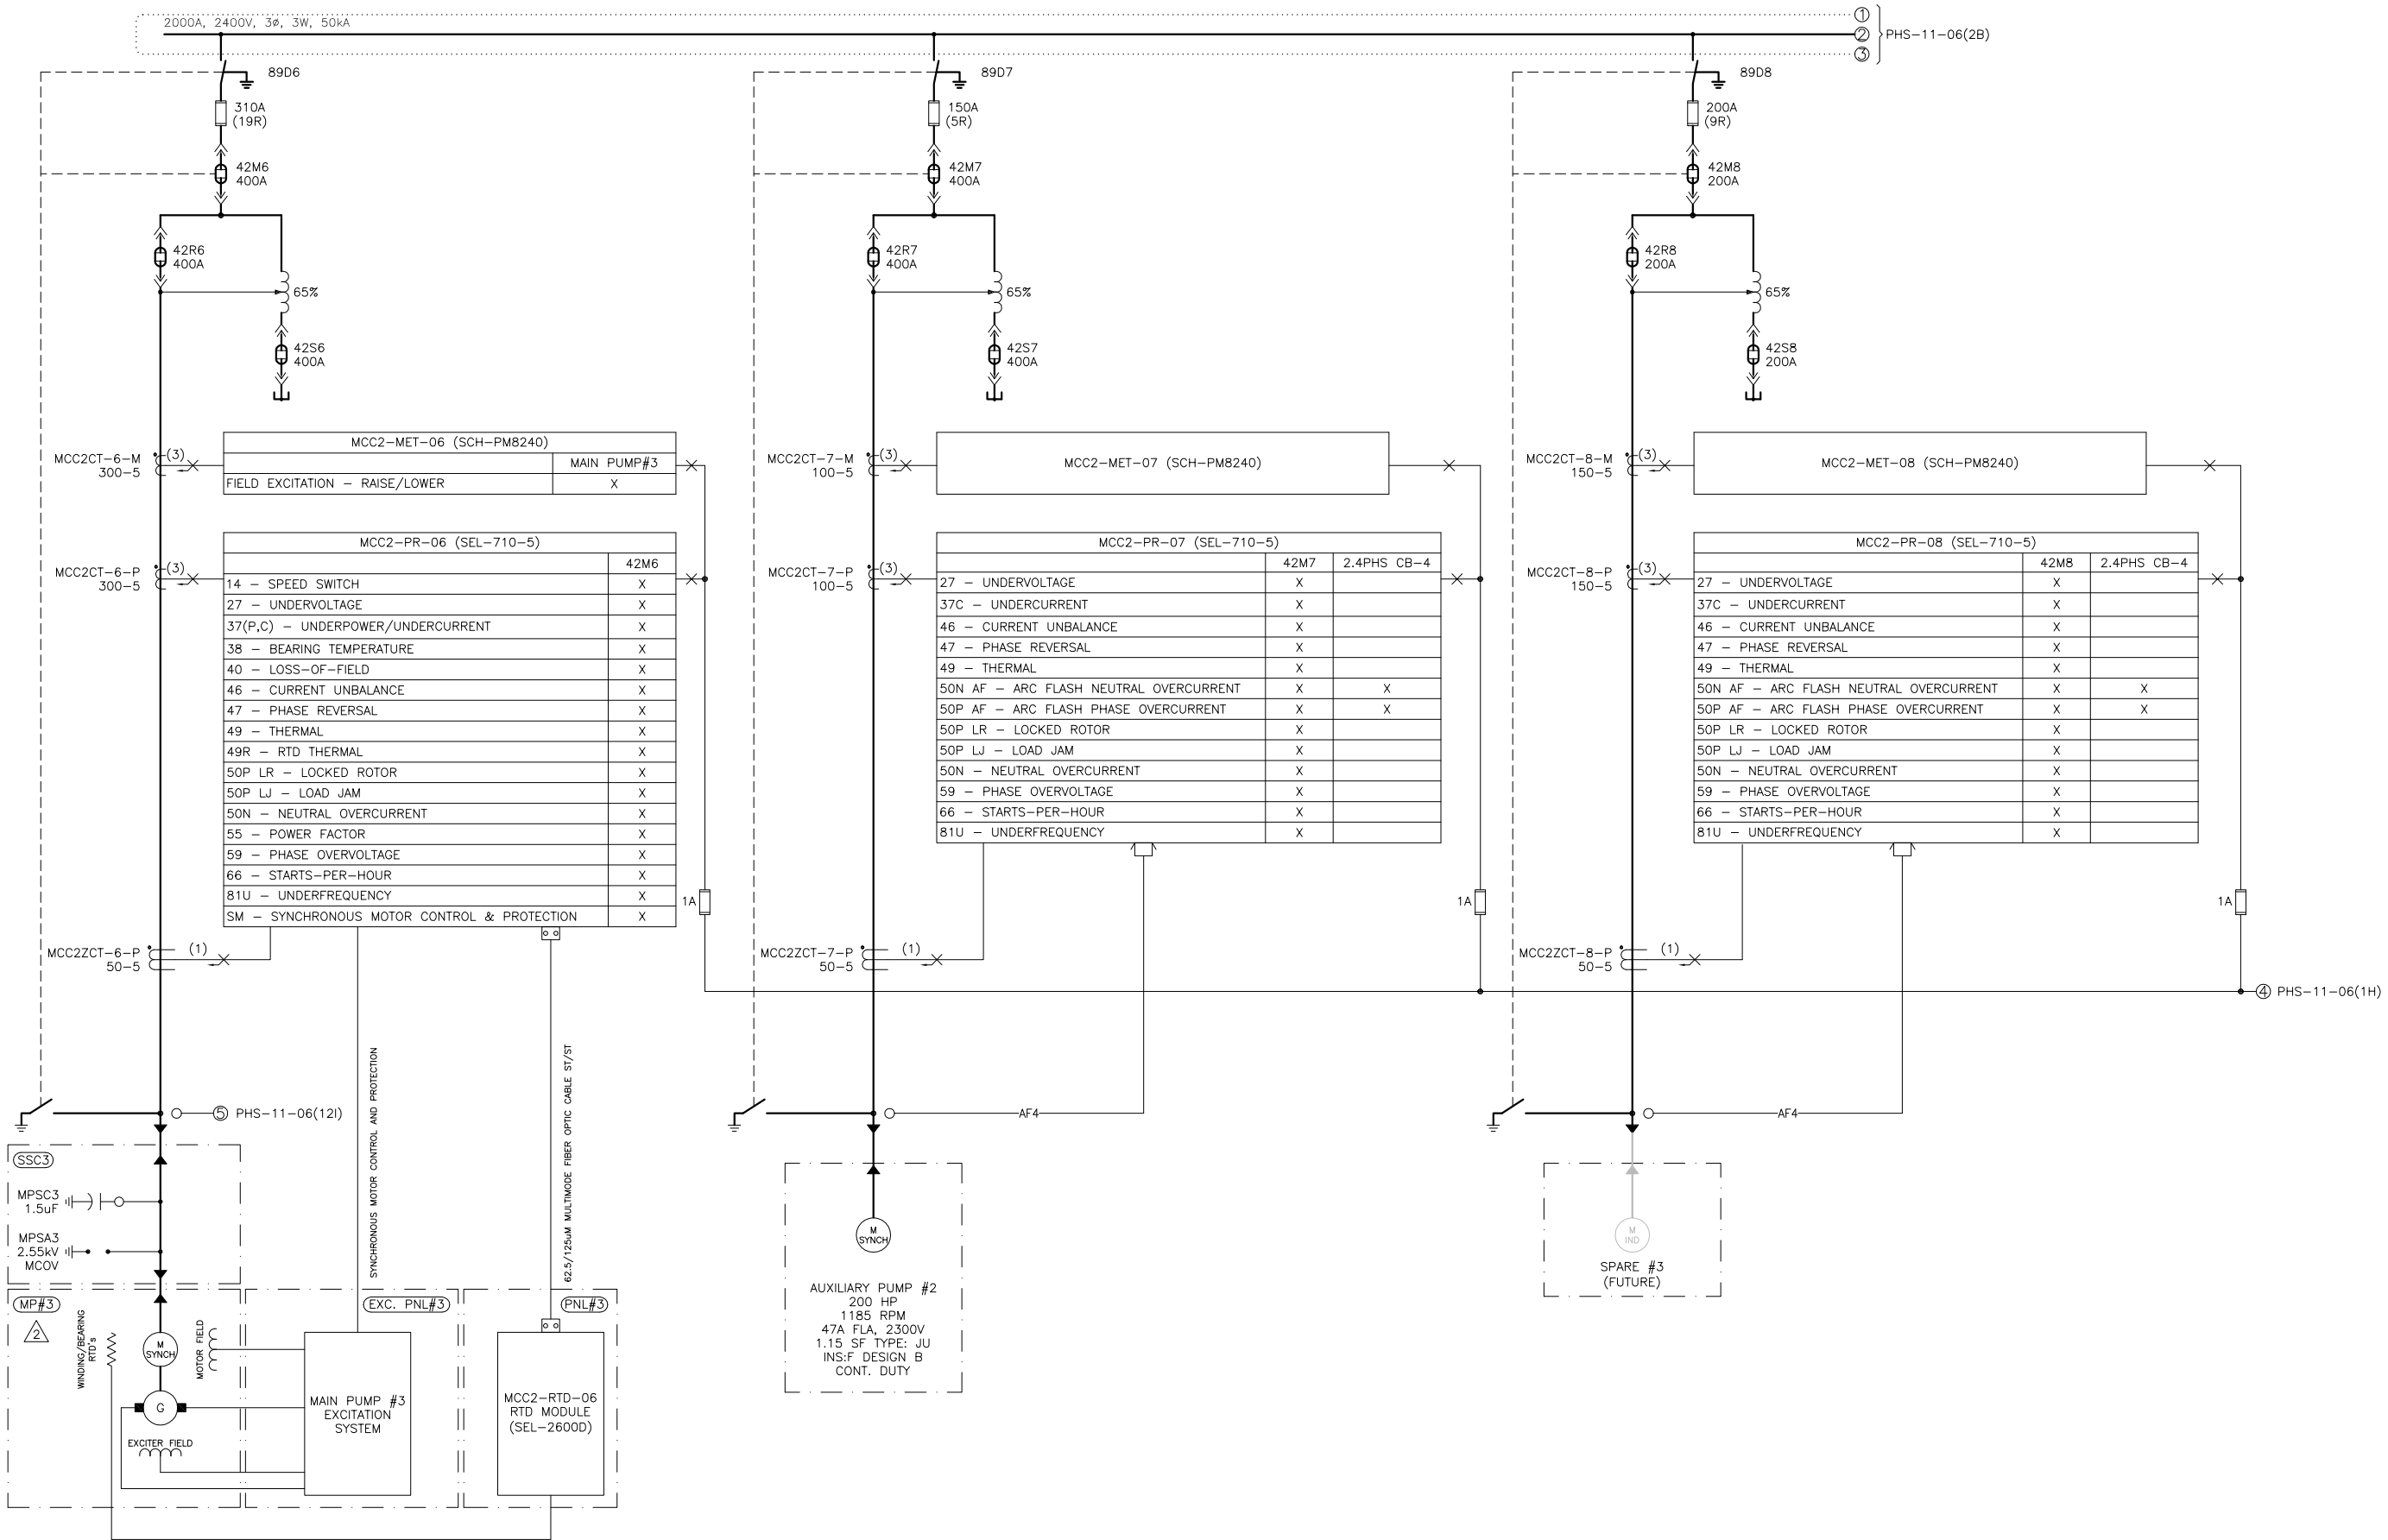 2000A, 2400V, 3ø, 3W, 50kA
①
②
③
PHS-11-06(2B)
89D6
310A
(19R)
42M6
400A
42R6
400A
65%
42S6
400A
MCC2CT-6-M
300-5
(3)
MCC2-MET-06 (SCH-PM8240)
MAIN PUMP#3
FIELD EXCITATION - RAISE/LOWER X
MCC2CT-6-P
300-5
(3)
MCC2-PR-06 (SEL-710-5)
42M6
14 - SPEED SWITCH X
27 - UNDERVOLTAGE X
37(P,C) - UNDERPOWER/UNDERCURRENT X
38 - BEARING TEMPERATURE X
40 - LOSS-OF-FIELD X
46 - CURRENT UNBALANCE X
47 - PHASE REVERSAL X
49 - THERMAL X
49R - RTD THERMAL X
50P LR - LOCKED ROTOR X
50P LJ - LOAD JAM X
50N - NEUTRAL OVERCURRENT X
55 - POWER FACTOR X
59 - PHASE OVERVOLTAGE X
66 - STARTS-PER-HOUR X
81U - UNDERFREQUENCY X
SM - SYNCHRONOUS MOTOR CONTROL & PROTECTION X
1A
MCC2ZCT-6-P
50-5
(1)
SYNCHRONOUS MOTOR CONTROL AND PROTECTION
62.5/125uM MULTIMODE FIBER OPTIC CABLE ST/ST
⑤ PHS-11-06(12I)
SSC3
MPSC3
1.5uF
MPSA3
2.55kV
MCOV
MP#3
2
WINDING/BEARING
RTD's
M
SYNCH
MOTOR FIELD
G
EXCITER FIELD
EXC. PNL#3
MAIN PUMP #3
EXCITATION
SYSTEM
PNL#3
MCC2-RTD-06
RTD MODULE
(SEL-2600D)
89D7
150A
(5R)
42M7
400A
42R7
400A
65%
42S7
400A
MCC2CT-7-M
100-5
(3)
MCC2-MET-07 (SCH-PM8240)
MCC2CT-7-P
100-5
(3)
MCC2-PR-07 (SEL-710-5)
42M7 2.4PHS CB-4
27 - UNDERVOLTAGE X
37C - UNDERCURRENT X
46 - CURRENT UNBALANCE X
47 - PHASE REVERSAL X
49 - THERMAL X
50N AF - ARC FLASH NEUTRAL OVERCURRENT X X
50P AF - ARC FLASH PHASE OVERCURRENT X X
50P LR - LOCKED ROTOR X
50P LJ - LOAD JAM X
50N - NEUTRAL OVERCURRENT X
59 - PHASE OVERVOLTAGE X
66 - STARTS-PER-HOUR X
81U - UNDERFREQUENCY X
1A
MCC2ZCT-7-P
50-5
(1)
AF4
M
SYNCH
AUXILIARY PUMP #2
200 HP
1185 RPM
47A FLA, 2300V
1.15 SF TYPE: JU
INS:F DESIGN B
CONT. DUTY
89D8
200A
(9R)
42M8
200A
42R8
200A
65%
42S8
200A
MCC2CT-8-M
150-5
(3)
MCC2-MET-08 (SCH-PM8240)
MCC2CT-8-P
150-5
(3)
MCC2-PR-08 (SEL-710-5)
42M8 2.4PHS CB-4
27 - UNDERVOLTAGE X
37C - UNDERCURRENT X
46 - CURRENT UNBALANCE X
47 - PHASE REVERSAL X
49 - THERMAL X
50N AF - ARC FLASH NEUTRAL OVERCURRENT X X
50P AF - ARC FLASH PHASE OVERCURRENT X X
50P LR - LOCKED ROTOR X
50P LJ - LOAD JAM X
50N - NEUTRAL OVERCURRENT X
59 - PHASE OVERVOLTAGE X
66 - STARTS-PER-HOUR X
81U - UNDERFREQUENCY X
1A
MCC2ZCT-8-P
50-5
(1)
④ PHS-11-06(1H)
AF4
M
IND
SPARE #3
(FUTURE)